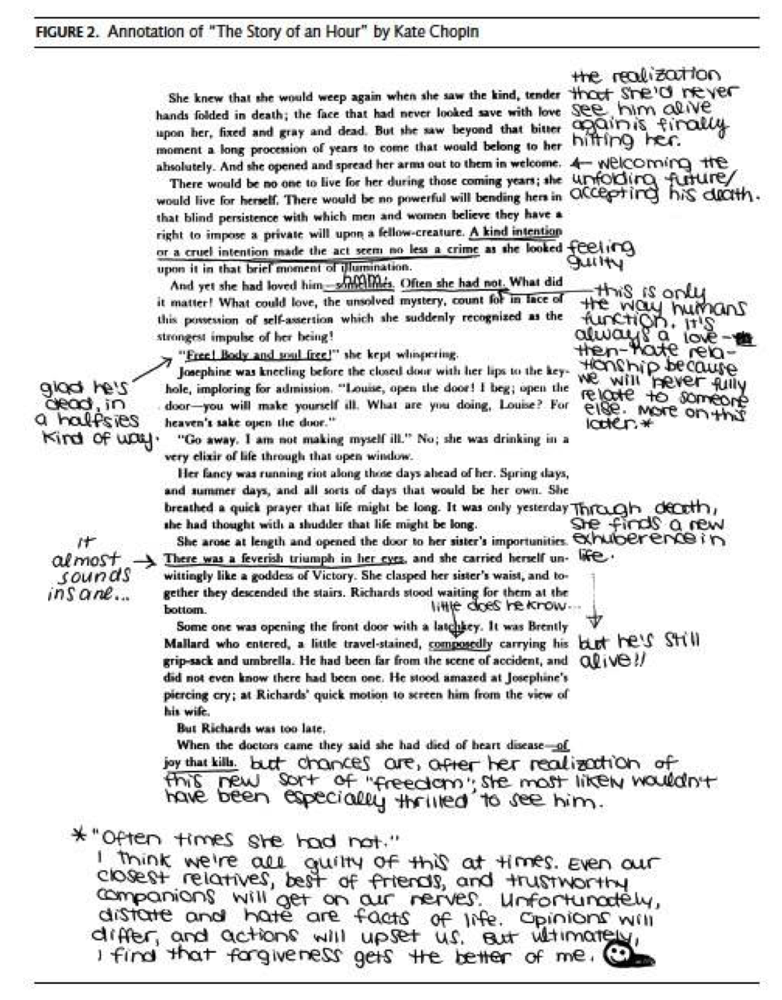 FIGURE 2. Annotation of "The Story of an Hour" by Kate Chopin
the realization
that she'd never
see him alive
again is finally
hitting her.
← welcoming the
unfolding future/
accepting his death.
She knew that she would weep again when she saw the kind, tender
hands folded in death; the face that had never looked save with love
upon her, fixed and gray and dead. But she saw beyond that bitter
moment a long procession of years to come that would belong to her
absolutely. And she opened and spread her arms out to them in welcome.
There would be no one to live for her during those coming years; she
would live for herself. There would be no powerful will bending hers in
that blind persistence with which men and women believe they have a
right to impose a private will upon a fellow-creature. A kind intention
or a cruel intention made the act seem no less a crime as she looked
upon it in that brief moment of illumination.
feeling
guilty
hmm.
And yet she had loved him—sometimes. Often she had not. What did
it matter! What could love, the unsolved mystery, count for in face of
this possession of self-assertion which she suddenly recognized as the
strongest impulse of her being!
this is only
the way humans
function. it's
always a love-
then-hate rela-
tionship because
we will never fully
relate to someone
else. more on this
later.*
"Free! Body and soul free!" she kept whispering.
Josephine was kneeling before the closed door with her lips to the key-
hole, imploring for admission. "Louise, open the door! I beg; open the
door—you will make yourself ill. What are you doing, Louise? For
heaven's sake open the door."
glad he's
dead, in
a halfsies
kind of way.
"Go away. I am not making myself ill." No; she was drinking in a
very elixir of life through that open window.
Her fancy was running riot along those days ahead of her. Spring days,
and summer days, and all sorts of days that would be her own. She
breathed a quick prayer that life might be long. It was only yesterday
she had thought with a shudder that life might be long.
Through death,
she finds a new
exhuberence in
life.
She arose at length and opened the door to her sister's importunities.
There was a feverish triumph in her eyes, and she carried herself un-
wittingly like a goddess of Victory. She clasped her sister's waist, and to-
gether they descended the stairs. Richards stood waiting for them at the
bottom.
it
almost
sounds
insane...
little does he know...
Some one was opening the front door with a latchkey. It was Brently
Mallard who entered, a little travel-stained, composedly carrying his
grip-sack and umbrella. He had been far from the scene of accident, and
did not even know there had been one. He stood amazed at Josephine's
piercing cry; at Richards' quick motion to screen him from the view of
his wife.
but he's still
alive!!
But Richards was too late.
When the doctors came they said she had died of heart disease—of
joy that kills. but chances are, after her realization of
this new sort of "freedom", she most likely wouldn't
have been especially thrilled to see him.
* "Often times she had not."
I think we're all guilty of this at times. Even our
closest relatives, best of friends, and trustworthy
companions will get on our nerves. Unfortunately,
distate and hate are facts of life. Opinions will
differ, and actions will upset us. But ultimately,
I find that forgiveness gets the better of me.